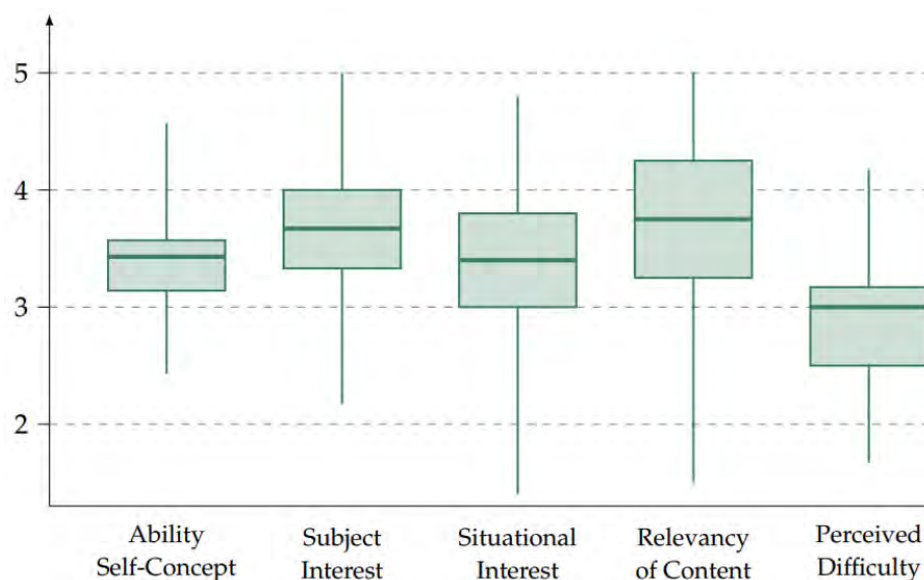 5
4
3
2
Ability
Self-Concept
Subject
Interest
Situational
Interest
Relevancy
of Content
Perceived
Difficulty